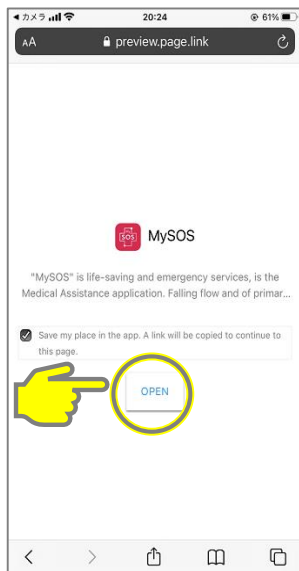 カメラ 20:24 61%
AA preview.page.link
SOS MySOS
"MySOS" is life-saving and emergency services, is the
Medical Assistance application. Falling flow and of primar...
Save my place in the app. A link will be copied to continue to
this page.
OPEN